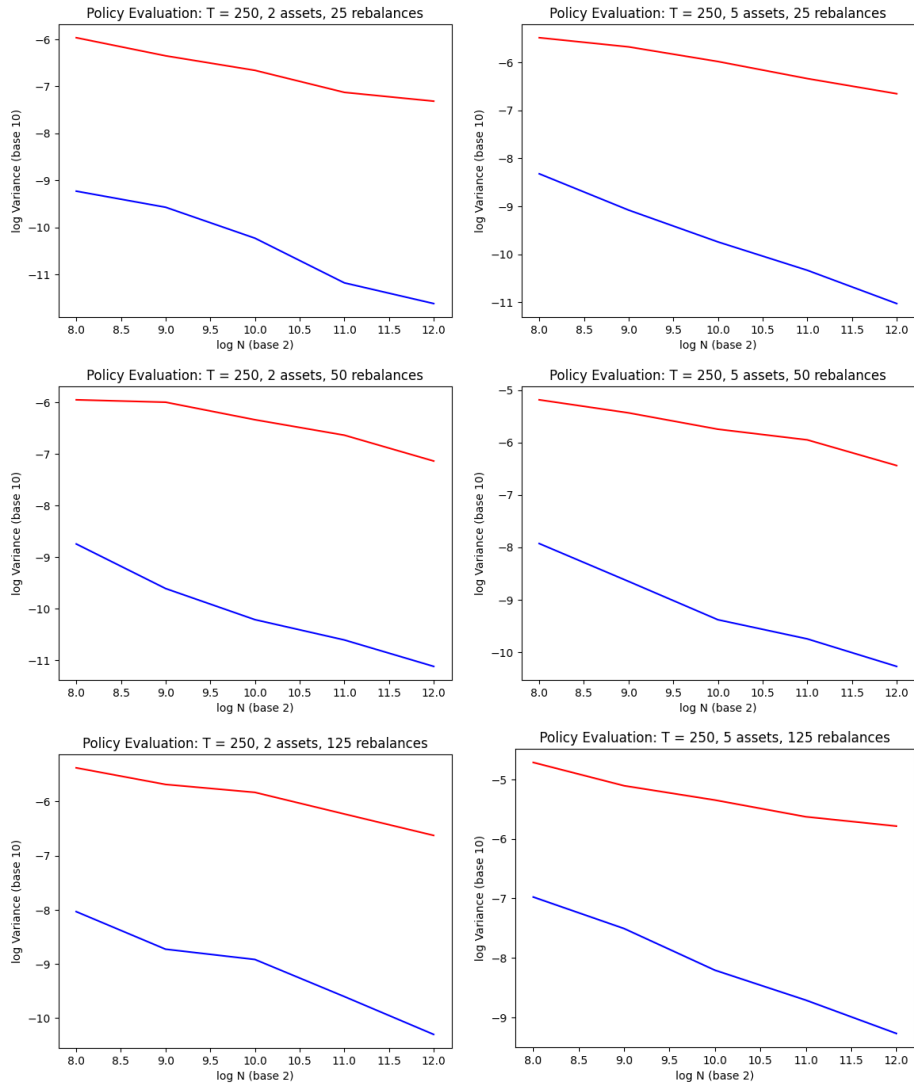 Policy Evaluation: T = 250, 2 assets, 25 rebalances
log Variance (base 10)
−6
−7
−8
−9
−10
−11
8.0 8.5 9.0 9.5 10.0 10.5 11.0 11.5 12.0
log N (base 2)
Policy Evaluation: T = 250, 5 assets, 25 rebalances
log Variance (base 10)
−6
−7
−8
−9
−10
−11
8.0 8.5 9.0 9.5 10.0 10.5 11.0 11.5 12.0
log N (base 2)
Policy Evaluation: T = 250, 2 assets, 50 rebalances
log Variance (base 10)
−6
−7
−8
−9
−10
−11
8.0 8.5 9.0 9.5 10.0 10.5 11.0 11.5 12.0
log N (base 2)
Policy Evaluation: T = 250, 5 assets, 50 rebalances
log Variance (base 10)
−5
−6
−7
−8
−9
−10
8.0 8.5 9.0 9.5 10.0 10.5 11.0 11.5 12.0
log N (base 2)
Policy Evaluation: T = 250, 2 assets, 125 rebalances
log Variance (base 10)
−6
−7
−8
−9
−10
8.0 8.5 9.0 9.5 10.0 10.5 11.0 11.5 12.0
log N (base 2)
Policy Evaluation: T = 250, 5 assets, 125 rebalances
log Variance (base 10)
−5
−6
−7
−8
−9
8.0 8.5 9.0 9.5 10.0 10.5 11.0 11.5 12.0
log N (base 2)